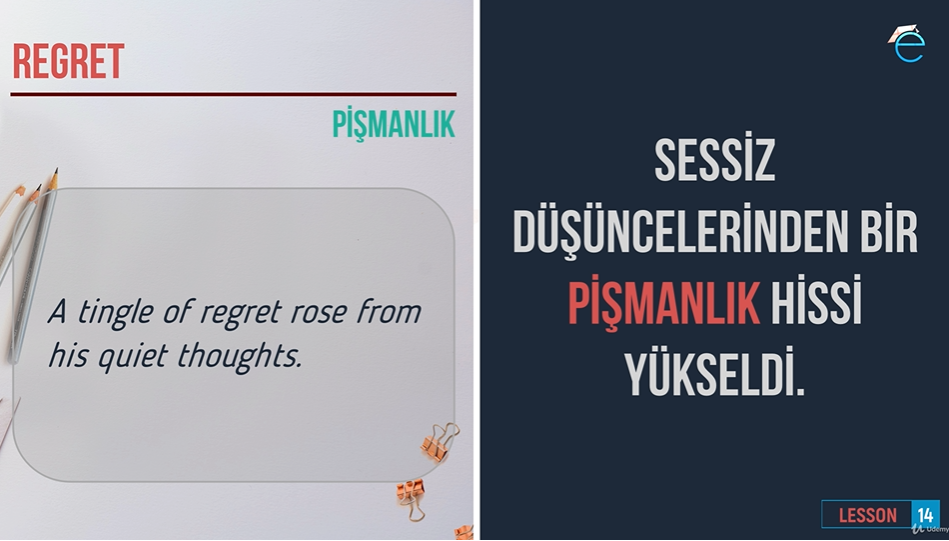 REGRET
PİŞMANLIK
A tingle of regret rose from
his quiet thoughts.
SESSİZ
DÜŞÜNCELERİNDEN BİR
PİŞMANLIK HİSSİ
YÜKSELDİ.
LESSON 14
Udemy